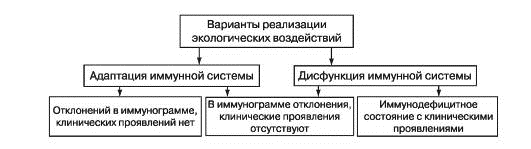 Варианты реализации
экологических воздействий
Адаптация иммунной системы
Дисфункция иммунной системы
Отклонений в иммунограмме,
клинических проявлений нет
В иммунограмме отклонения,
клинические проявления
отсутствуют
Иммунодефицитное
состояние с клиническими
проявлениями